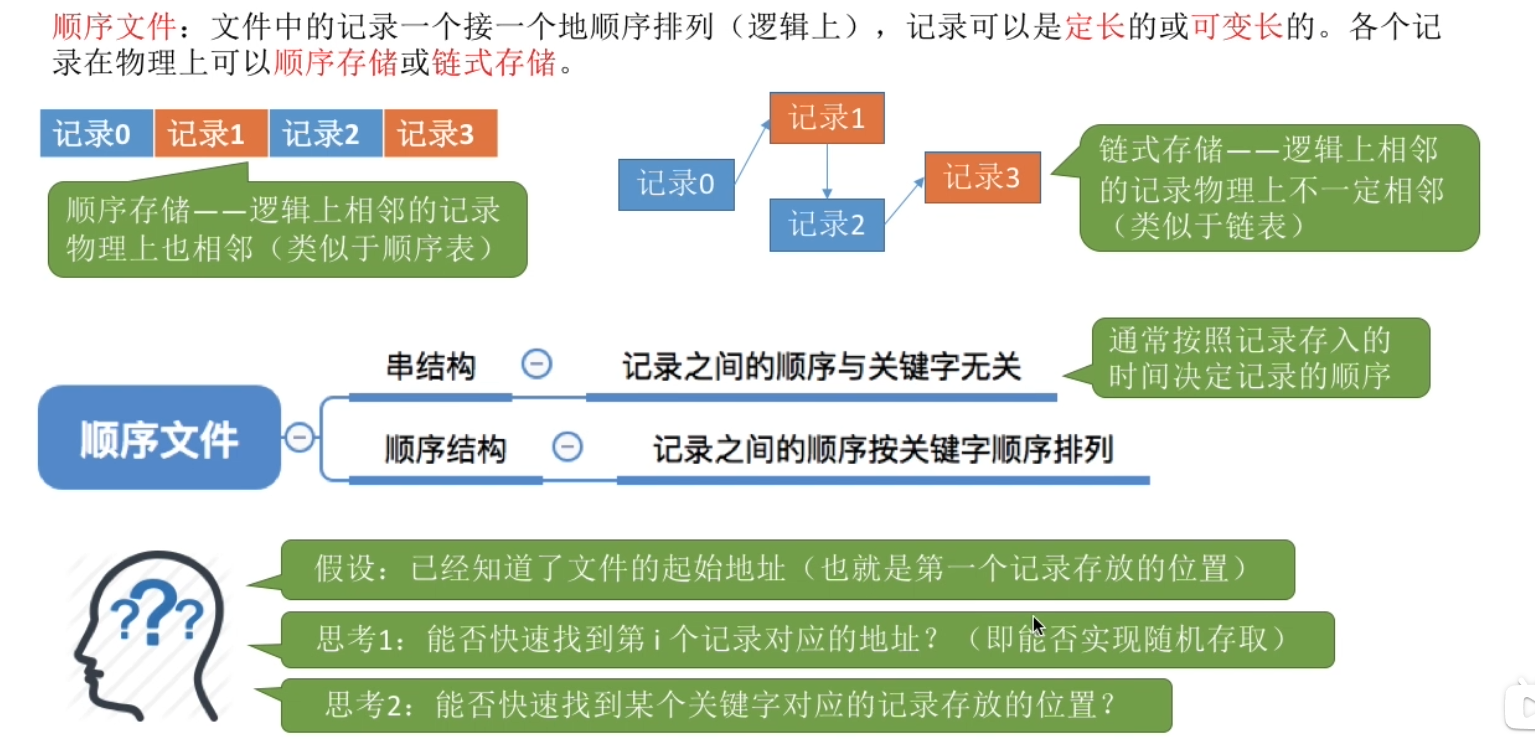 顺序文件：文件中的记录一个接一个地顺序排列（逻辑上），记录可以是定长的或可变长的。各个记
录在物理上可以顺序存储或链式存储。
记录0 记录1 记录2 记录3
顺序存储——逻辑上相邻的记录
物理上也相邻（类似于顺序表）
记录0
记录1
记录2
记录3
链式存储——逻辑上相邻
的记录物理上不一定相邻
（类似于链表）
顺序文件
串结构
记录之间的顺序与关键字无关
通常按照记录存入的
时间决定记录的顺序
顺序结构
记录之间的顺序按关键字顺序排列
???
假设：已经知道了文件的起始地址（也就是第一个记录存放的位置）
思考1：能否快速找到第 i 个记录对应的地址？（即能否实现随机存取）
思考2：能否快速找到某个关键字对应的记录存放的位置？